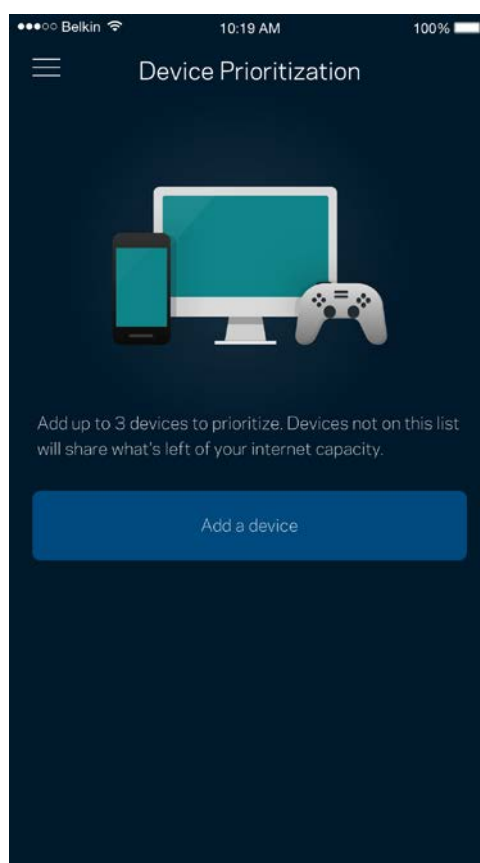 Belkin 10:19 AM 100%
Device Prioritization
Add up to 3 devices to prioritize. Devices not on this list
will share what's left of your internet capacity.
Add a device